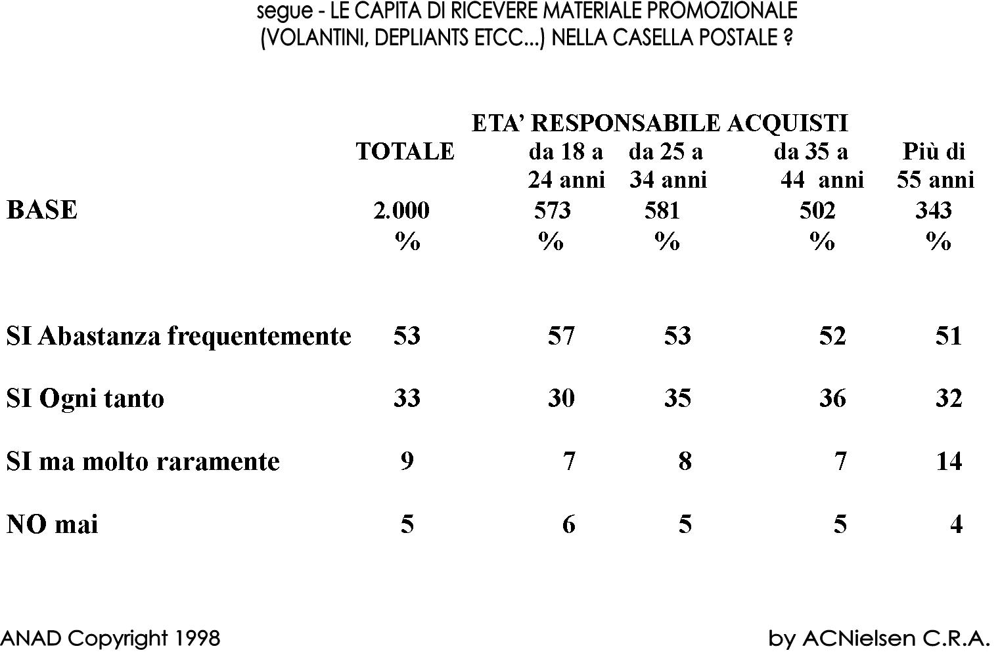 segue - LE CAPITA DI RICEVERE MATERIALE PROMOZIONALE
(VOLANTINI, DEPLIANTS ETCC...) NELLA CASELLA POSTALE ?
ETA’ RESPONSABILE ACQUISTI
TOTALE da 18 a da 25 a da 35 a Più di
24 anni 34 anni 44 anni 55 anni
BASE 2.000 573 581 502 343
% % % % %
SI Abastanza frequentemente 53 57 53 52 51
SI Ogni tanto 33 30 35 36 32
SI ma molto raramente 9 7 8 7 14
NO mai 5 6 5 5 4
ANAD Copyright 1998 by ACNielsen C.R.A.